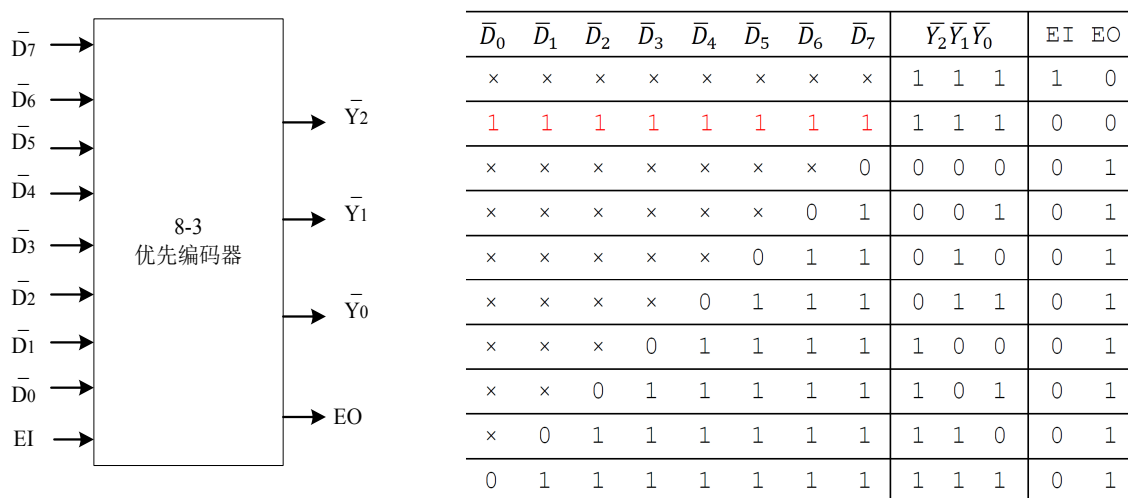 D̅7
D̅6
D̅5
D̅4
D̅3
D̅2
D̅1
D̅0
EI
8-3
优先编码器
Y̅2
Y̅1
Y̅0
EO
D̅₀ D̅₁ D̅₂ D̅₃ D̅₄ D̅₅ D̅₆ D̅₇ Y̅₂Y̅₁Y̅₀ EI EO
× × × × × × × × 1 1 1 1 0
1 1 1 1 1 1 1 1 1 1 1 0 0
× × × × × × × 0 0 0 0 0 1
× × × × × × 0 1 0 0 1 0 1
× × × × × 0 1 1 0 1 0 0 1
× × × × 0 1 1 1 0 1 1 0 1
× × × 0 1 1 1 1 1 0 0 0 1
× × 0 1 1 1 1 1 1 0 1 0 1
× 0 1 1 1 1 1 1 1 1 0 0 1
0 1 1 1 1 1 1 1 1 1 1 0 1